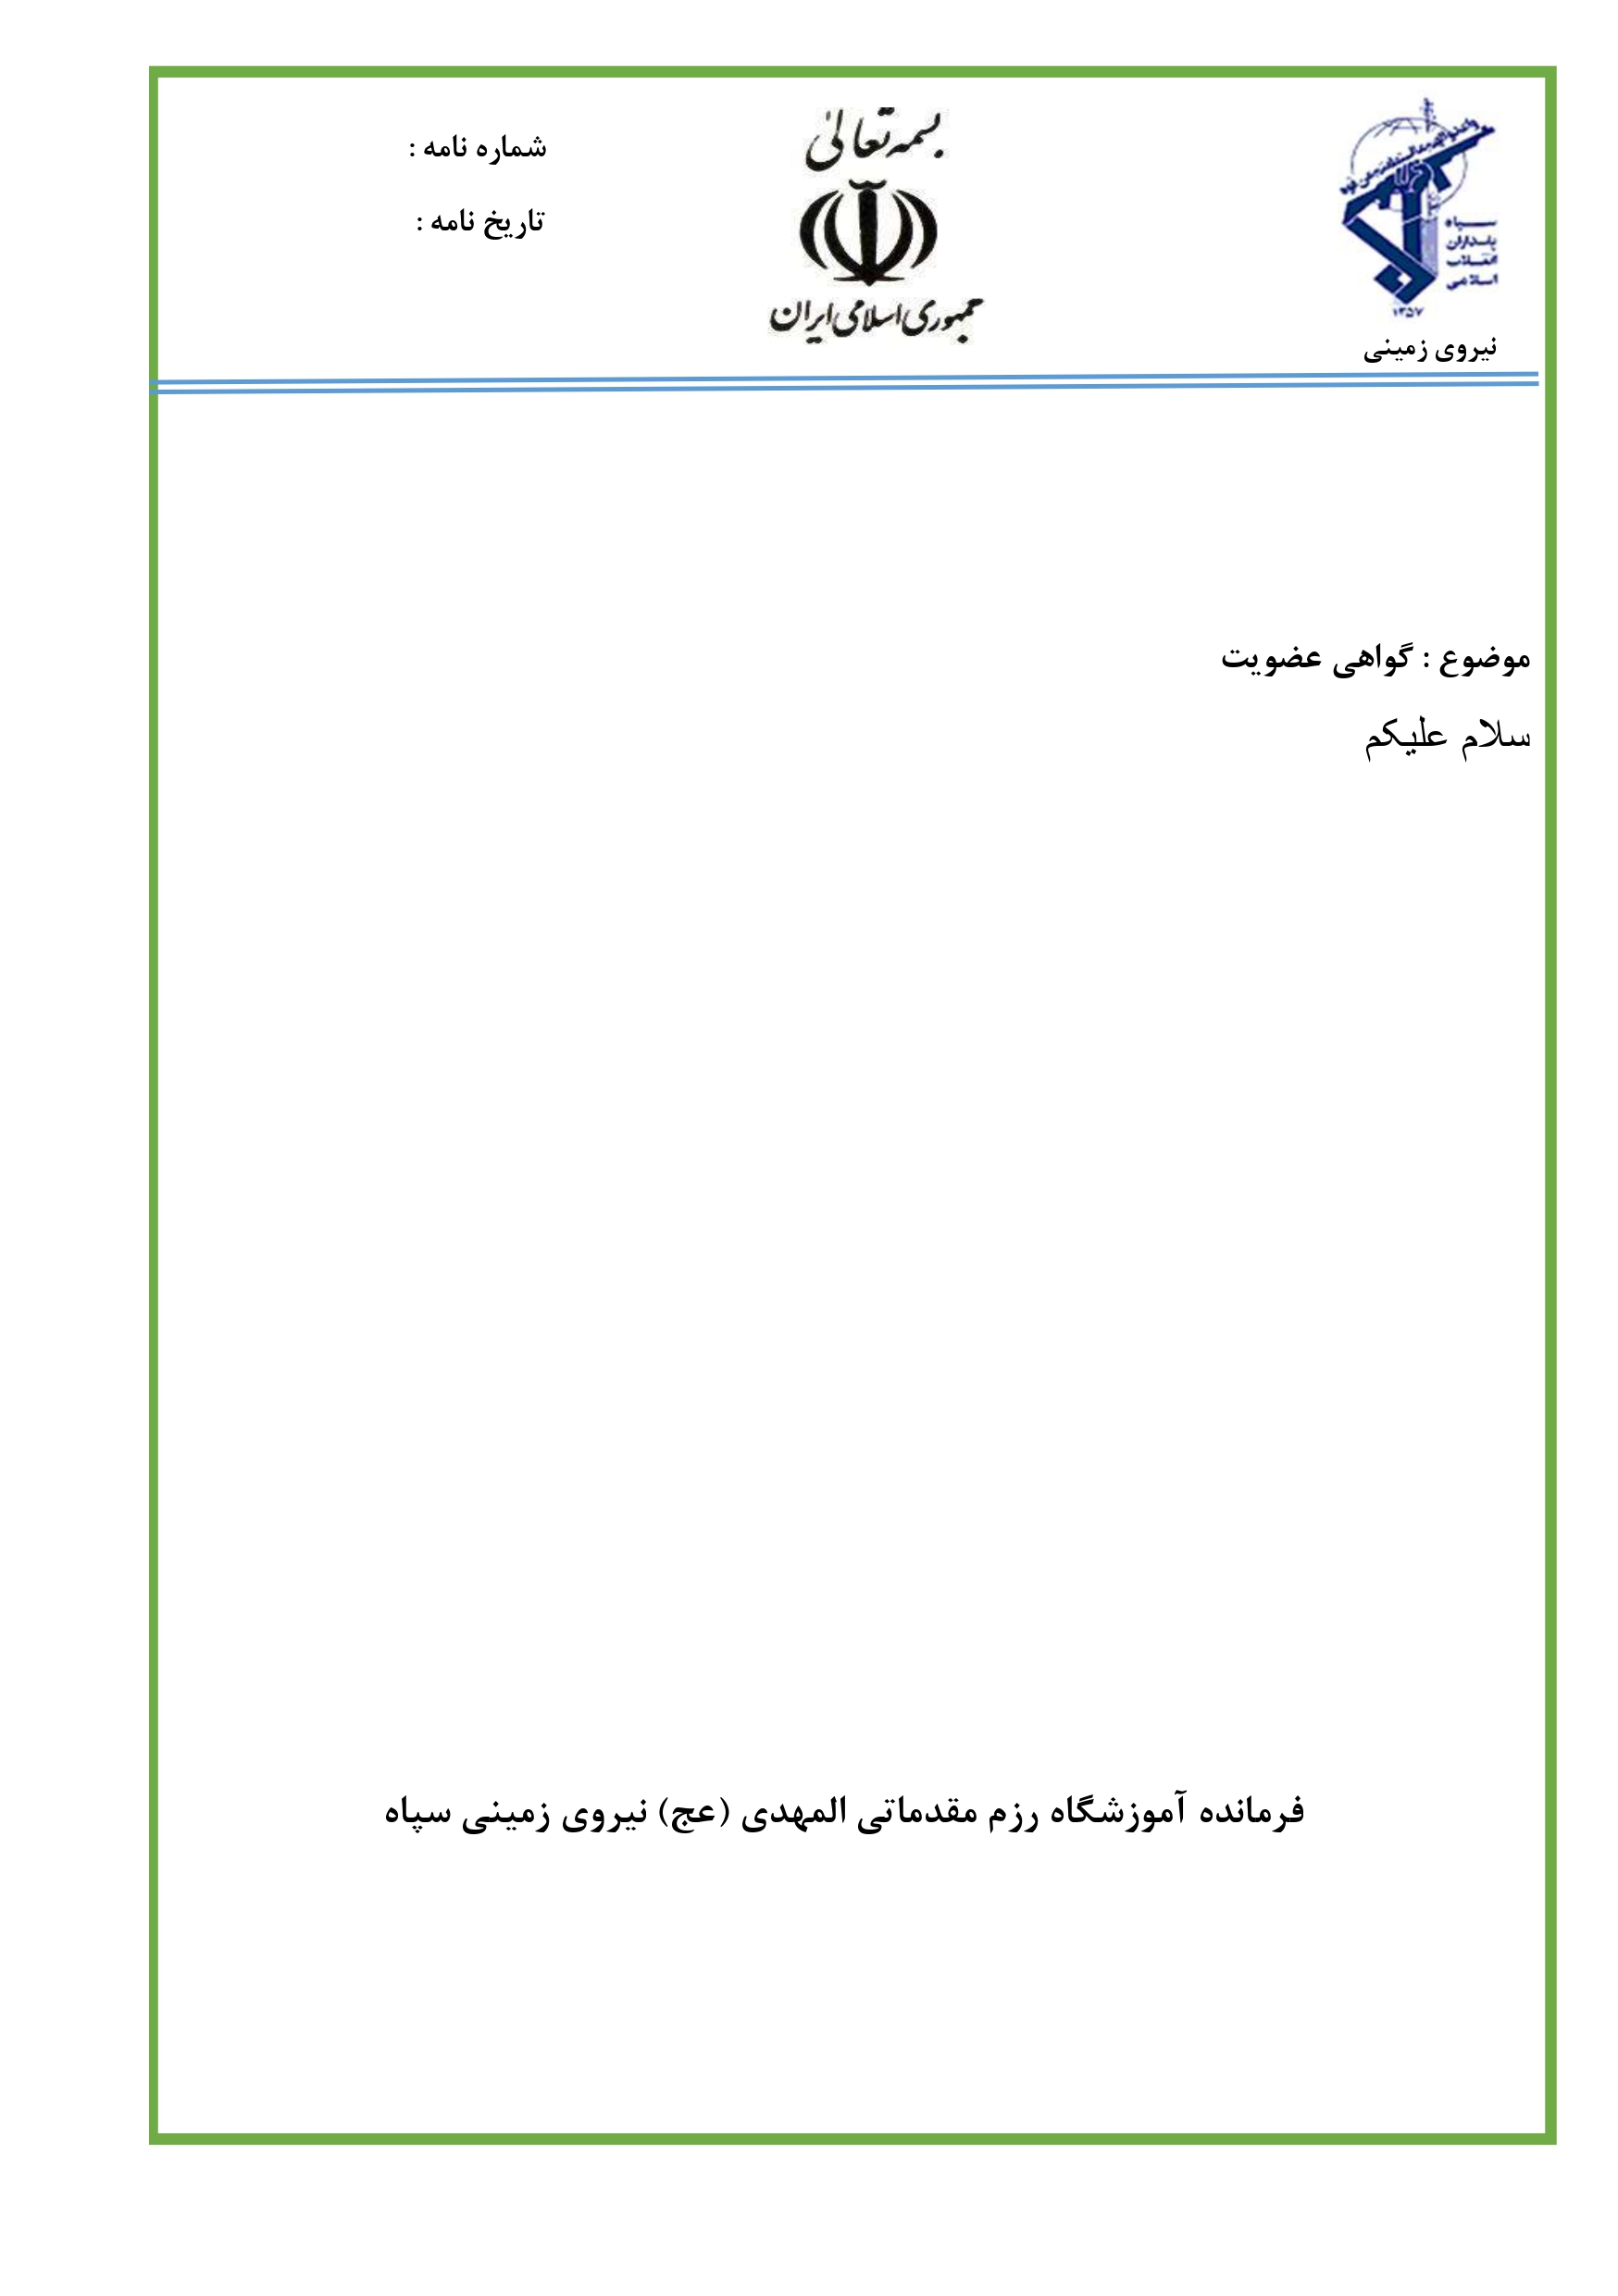 بسمه تعالی
شماره نامه :
تاریخ نامه :
سپاه
پاسداران
انقلاب
اسلامی
۱۳۵۷
جمهوری اسلامی ایران
نیروی زمینی
موضوع : گواهی عضویت
سلام علیکم
فرمانده آموزشگاه رزم مقدماتی المهدی (عج) نیروی زمینی سپاه